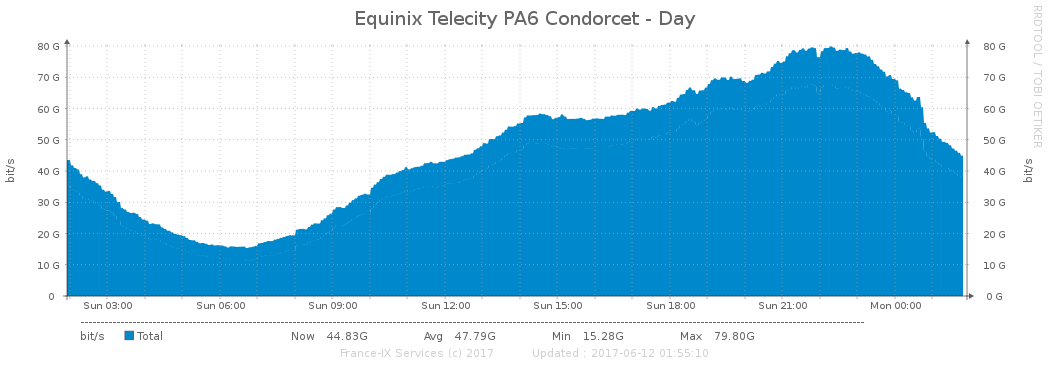 Equinix Telecity PA6 Condorcet - Day
RRDTOOL / TOBI OETIKER
bit/s
80 G
70 G
60 G
50 G
40 G
30 G
20 G
10 G
0
80 G
70 G
60 G
50 G
40 G
30 G
20 G
10 G
0 G
bit/s
Sun 03:00 Sun 06:00 Sun 09:00 Sun 12:00 Sun 15:00 Sun 18:00 Sun 21:00 Mon 00:00
bit/s Total Now 44.83G Avg 47.79G Min 15.28G Max 79.80G
France-IX Services (c) 2017 Updated : 2017-06-12 01:55:10